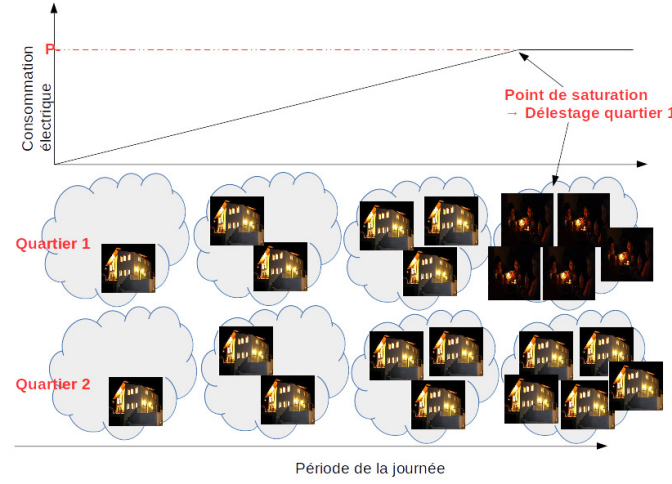 P-
Consommation
électrique
Point de saturation
→ Délestage quartier 1
Quartier 1
Quartier 2
Période de la journée